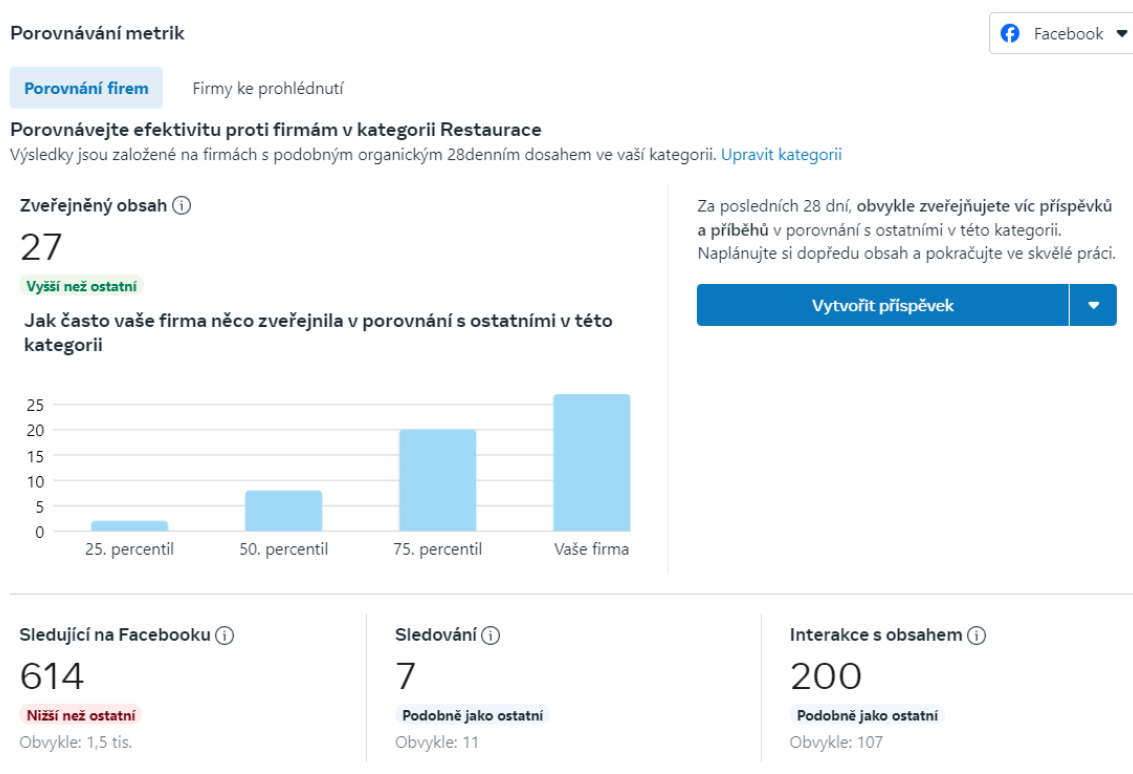 Porovnávání metrik
Facebook
Porovnání firem
Firmy ke prohlédnutí
Porovnávejte efektivitu proti firmám v kategorii Restaurace
Výsledky jsou založené na firmách s podobným organickým 28denním dosahem ve vaší kategorii. Upravit kategorii
Zveřejněný obsah
27
Vyšší než ostatní
Jak často vaše firma něco zveřejnila v porovnání s ostatními v této
kategorii
25
20
15
10
5
0
25. percentil
50. percentil
75. percentil
Vaše firma
Za posledních 28 dní, obvykle zveřejňujete víc příspěvků
a příběhů v porovnání s ostatními v této kategorii.
Naplánujte si dopředu obsah a pokračujte ve skvělé práci.
Vytvořit příspěvek
Sledující na Facebooku
614
Nižší než ostatní
Obvykle: 1,5 tis.
Sledování
7
Podobně jako ostatní
Obvykle: 11
Interakce s obsahem
200
Podobně jako ostatní
Obvykle: 107